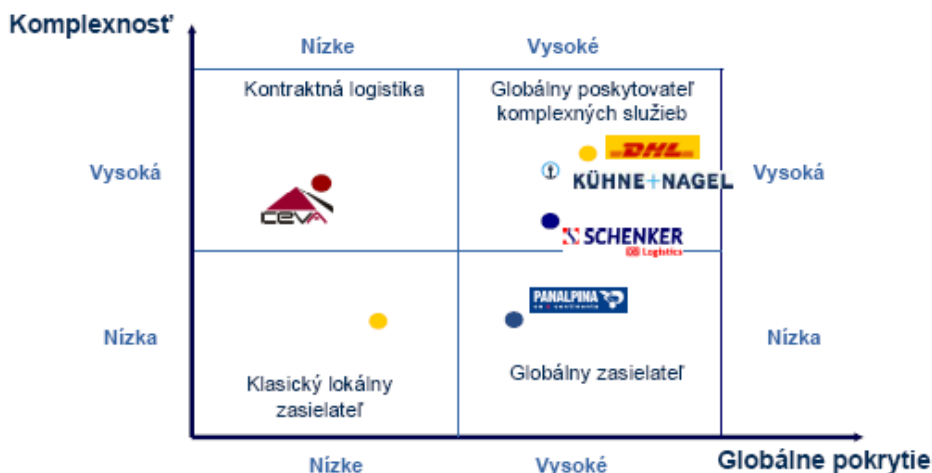 Komplexnosť
Nízke
Vysoké
Kontraktná logistika
Globálny poskytovateľ
komplexných služieb
DHL
Vysoká
KÜHNE+NAGEL
Vysoká
CEVA
SCHENKER
DB Logistics
PANALPINA
Nízka
Nízka
Klasický lokálny
zasielateľ
Globálny zasielateľ
Nízke
Vysoké
Globálne pokrytie